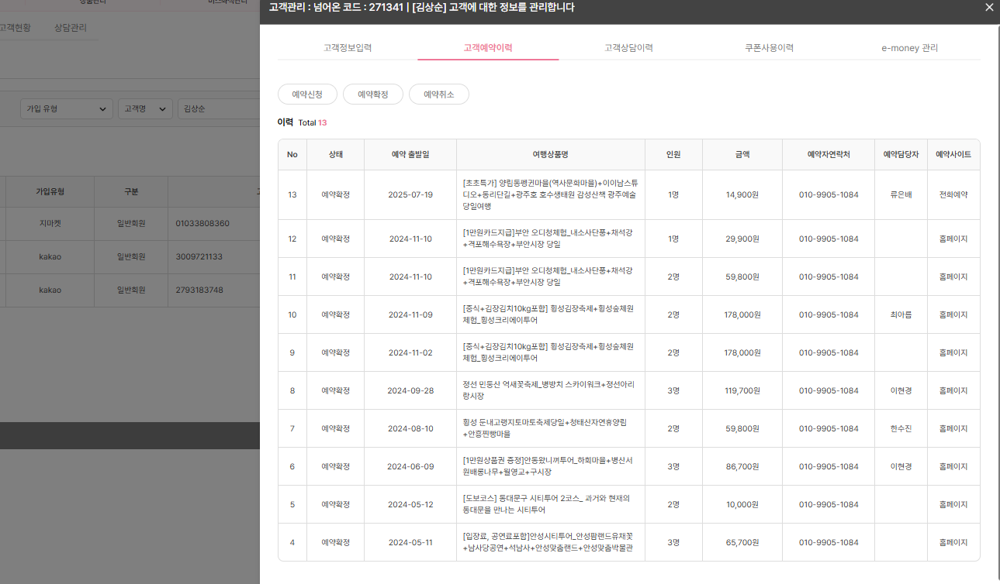 고객관리 : 넘어온 코드 : 271341 | [김상순] 고객에 대한 정보를 관리합니다
고객현황 상담관리
고객정보입력 고객예약이력 고객상담이력 쿠폰사용이력 e-money 관리
예약신청 예약확정 예약취소
가입 유형 고객명 김상순
이력 Total 13
No 상태 예약 출발일 여행상품명 인원 금액 예약자연락처 예약담당자 예약사이트
가입유형 구분
지마켓 일반회원 01033808360
kakao 일반회원 3009721133
kakao 일반회원 2793183748
13 예약확정 2025-07-19 [초초특가] 양림동펭귄마을(역사문화마을)+이이남스튜
디오+동리단길+광주호 호수생태원 감성산책 광주예술
당일여행 1명 14,900원 010-9905-1084 류은배 전화예약
12 예약확정 2024-11-10 [1만원카드지급]부안 오디청체험_내소사단풍+채석강
+격포해수욕장+부안시장 당일 1명 29,900원 010-9905-1084 홈페이지
11 예약확정 2024-11-10 [1만원카드지급]부안 오디청체험_내소사단풍+채석강
+격포해수욕장+부안시장 당일 2명 59,800원 010-9905-1084 홈페이지
10 예약확정 2024-11-09 [중식+김장김치10kg포함] 횡성김장축제+횡성숲체원
체험_횡성크리에이투어 2명 178,000원 010-9905-1084 최아름 홈페이지
9 예약확정 2024-11-02 [중식+김장김치10kg포함] 횡성김장축제+횡성숲체원
체험_횡성크리에이투어 2명 178,000원 010-9905-1084 홈페이지
8 예약확정 2024-09-28 정선 민둥산 억새꽃축제_병방치 스카이워크+정선아리
랑시장 3명 119,700원 010-9905-1084 이현경 홈페이지
7 예약확정 2024-08-10 횡성 둔내고랭지토마토축제당일+청태산자연휴양림
+안흥찐빵마을 2명 59,800원 010-9905-1084 한수진 홈페이지
6 예약확정 2024-06-09 [1만원상품권 증정]안동왔니껴투어_하회마을+병산서
원배롱나무+월영교+구시장 3명 86,700원 010-9905-1084 이현경 홈페이지
5 예약확정 2024-05-12 [도보코스] 동대문구 시티투어 2코스_ 과거와 현재의
동대문을 만나는 시티투어 2명 10,000원 010-9905-1084 홈페이지
4 예약확정 2024-05-11 [입장료, 공연료포함]안성시티투어_안성팜랜드유채꽃
+남사당공연+석남사+안성맞춤랜드+안성맞춤박물관 3명 65,700원 010-9905-1084 홈페이지